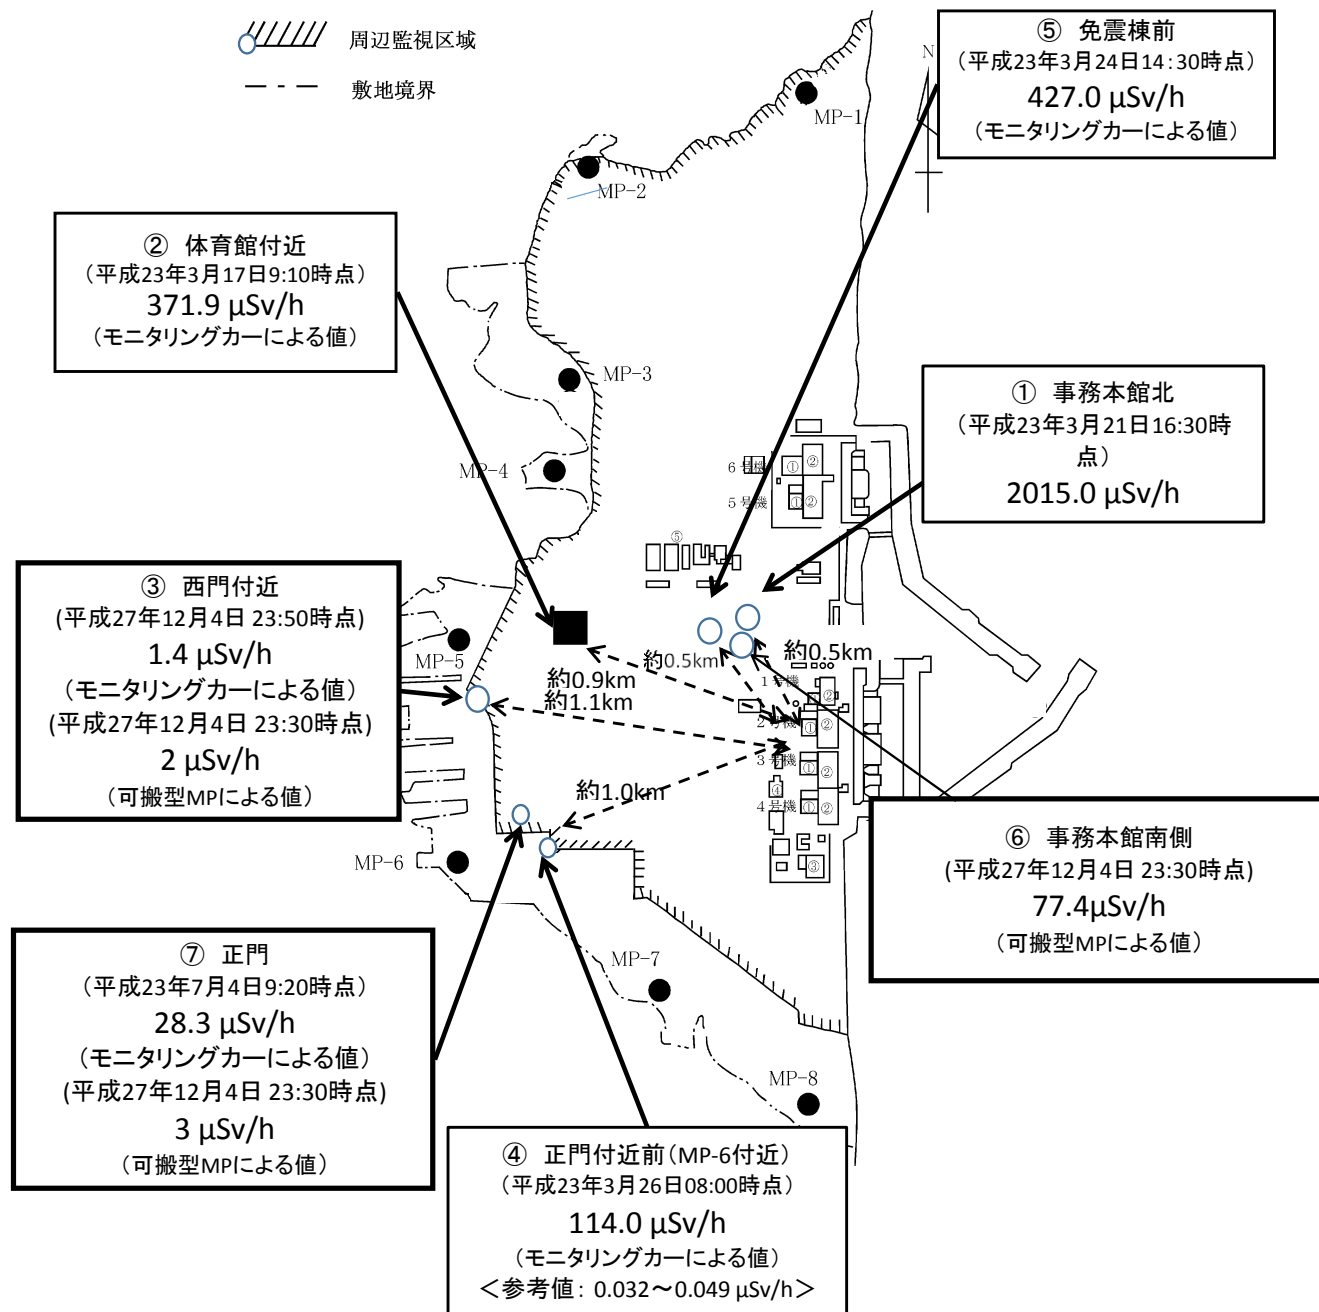 周辺監視区域
敷地境界
⑤ 免震棟前
（平成23年3月24日14：30時点）
427.0 µSv/h
（モニタリングカーによる値）
N
MP-1
MP-2
② 体育館付近
（平成23年3月17日9:10時点）
371.9 µSv/h
（モニタリングカーによる値）
MP-3
① 事務本館北
（平成23年3月21日16:30時
点）
2015.0 µSv/h
MP-4
6号機
①
②
5号機
①
②
⑤
③ 西門付近
(平成27年12月4日 23:50時点)
1.4 µSv/h
（モニタリングカーによる値）
(平成27年12月4日 23:30時点)
2 µSv/h
（可搬型MPによる値）
MP-5
約0.5km
約0.5km
約0.9km
約1.1km
1号機
②
2号機
①
②
3号機
①
②
④
4号機
①
②
約1.0km
③
MP-6
⑥ 事務本館南側
(平成27年12月4日 23:30時点)
77.4µSv/h
（可搬型MPによる値）
⑦ 正門
（平成23年7月4日9:20時点）
28.3 µSv/h
（モニタリングカーによる値）
(平成27年12月4日 23:30時点)
3 µSv/h
（可搬型MPによる値）
MP-7
MP-8
④ 正門付近前（MP-6付近）
（平成23年3月26日08:00時点）
114.0 µSv/h
（モニタリングカーによる値）
＜参考値： 0.032～0.049 µSv/h＞